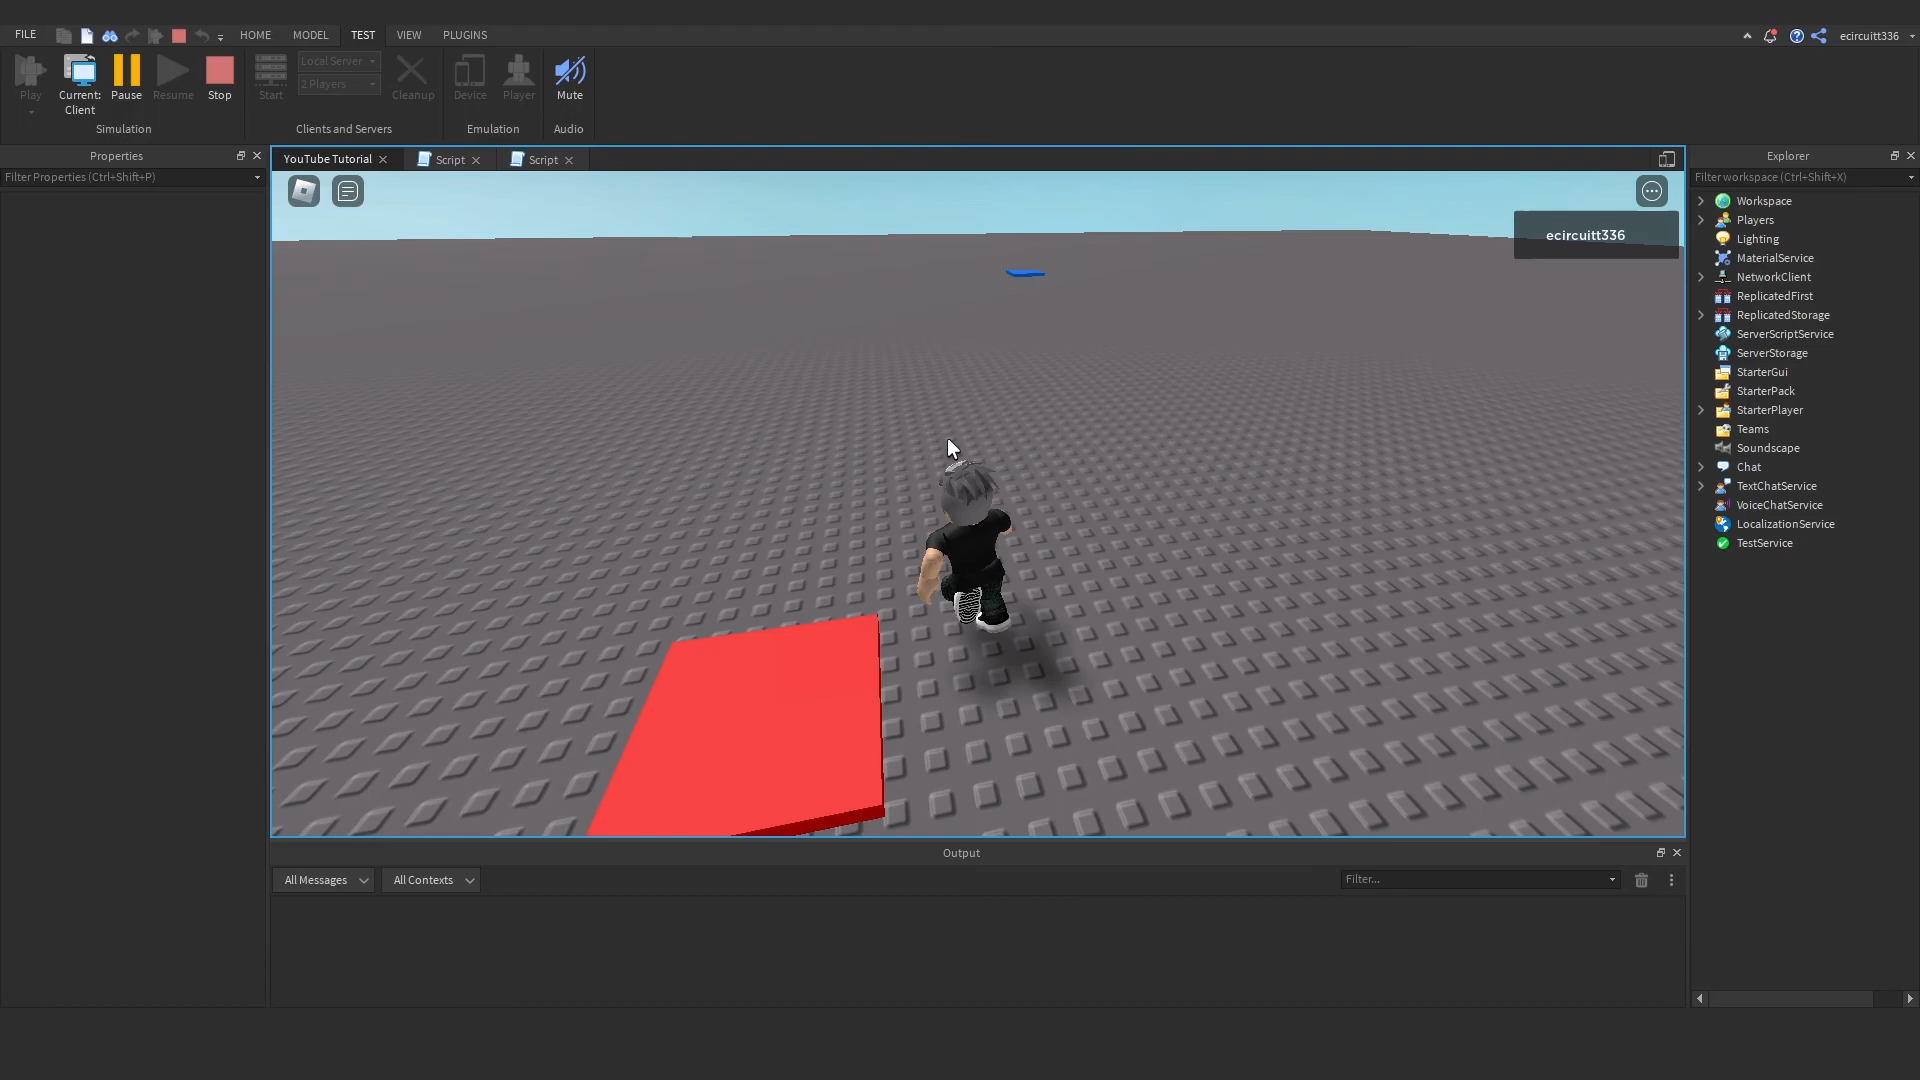 FILE
HOME
MODEL
TEST
VIEW
PLUGINS
ecircuitt336
Play
Current:
Client
Pause
Resume
Stop
Simulation
Start
Local Server
2 Players
Cleanup
Clients and Servers
Device
Player
Emulation
Mute
Audio
Properties
Filter Properties (Ctrl+Shift+P)
YouTube Tutorial
Script
Script
ecircuitt336
Explorer
Filter workspace (Ctrl+Shift+X)
Workspace
Players
Lighting
MaterialService
NetworkClient
ReplicatedFirst
ReplicatedStorage
ServerScriptService
ServerStorage
StarterGui
StarterPack
StarterPlayer
Teams
Soundscape
Chat
TextChatService
VoiceChatService
LocalizationService
TestService
Output
All Messages
All Contexts
Filter...